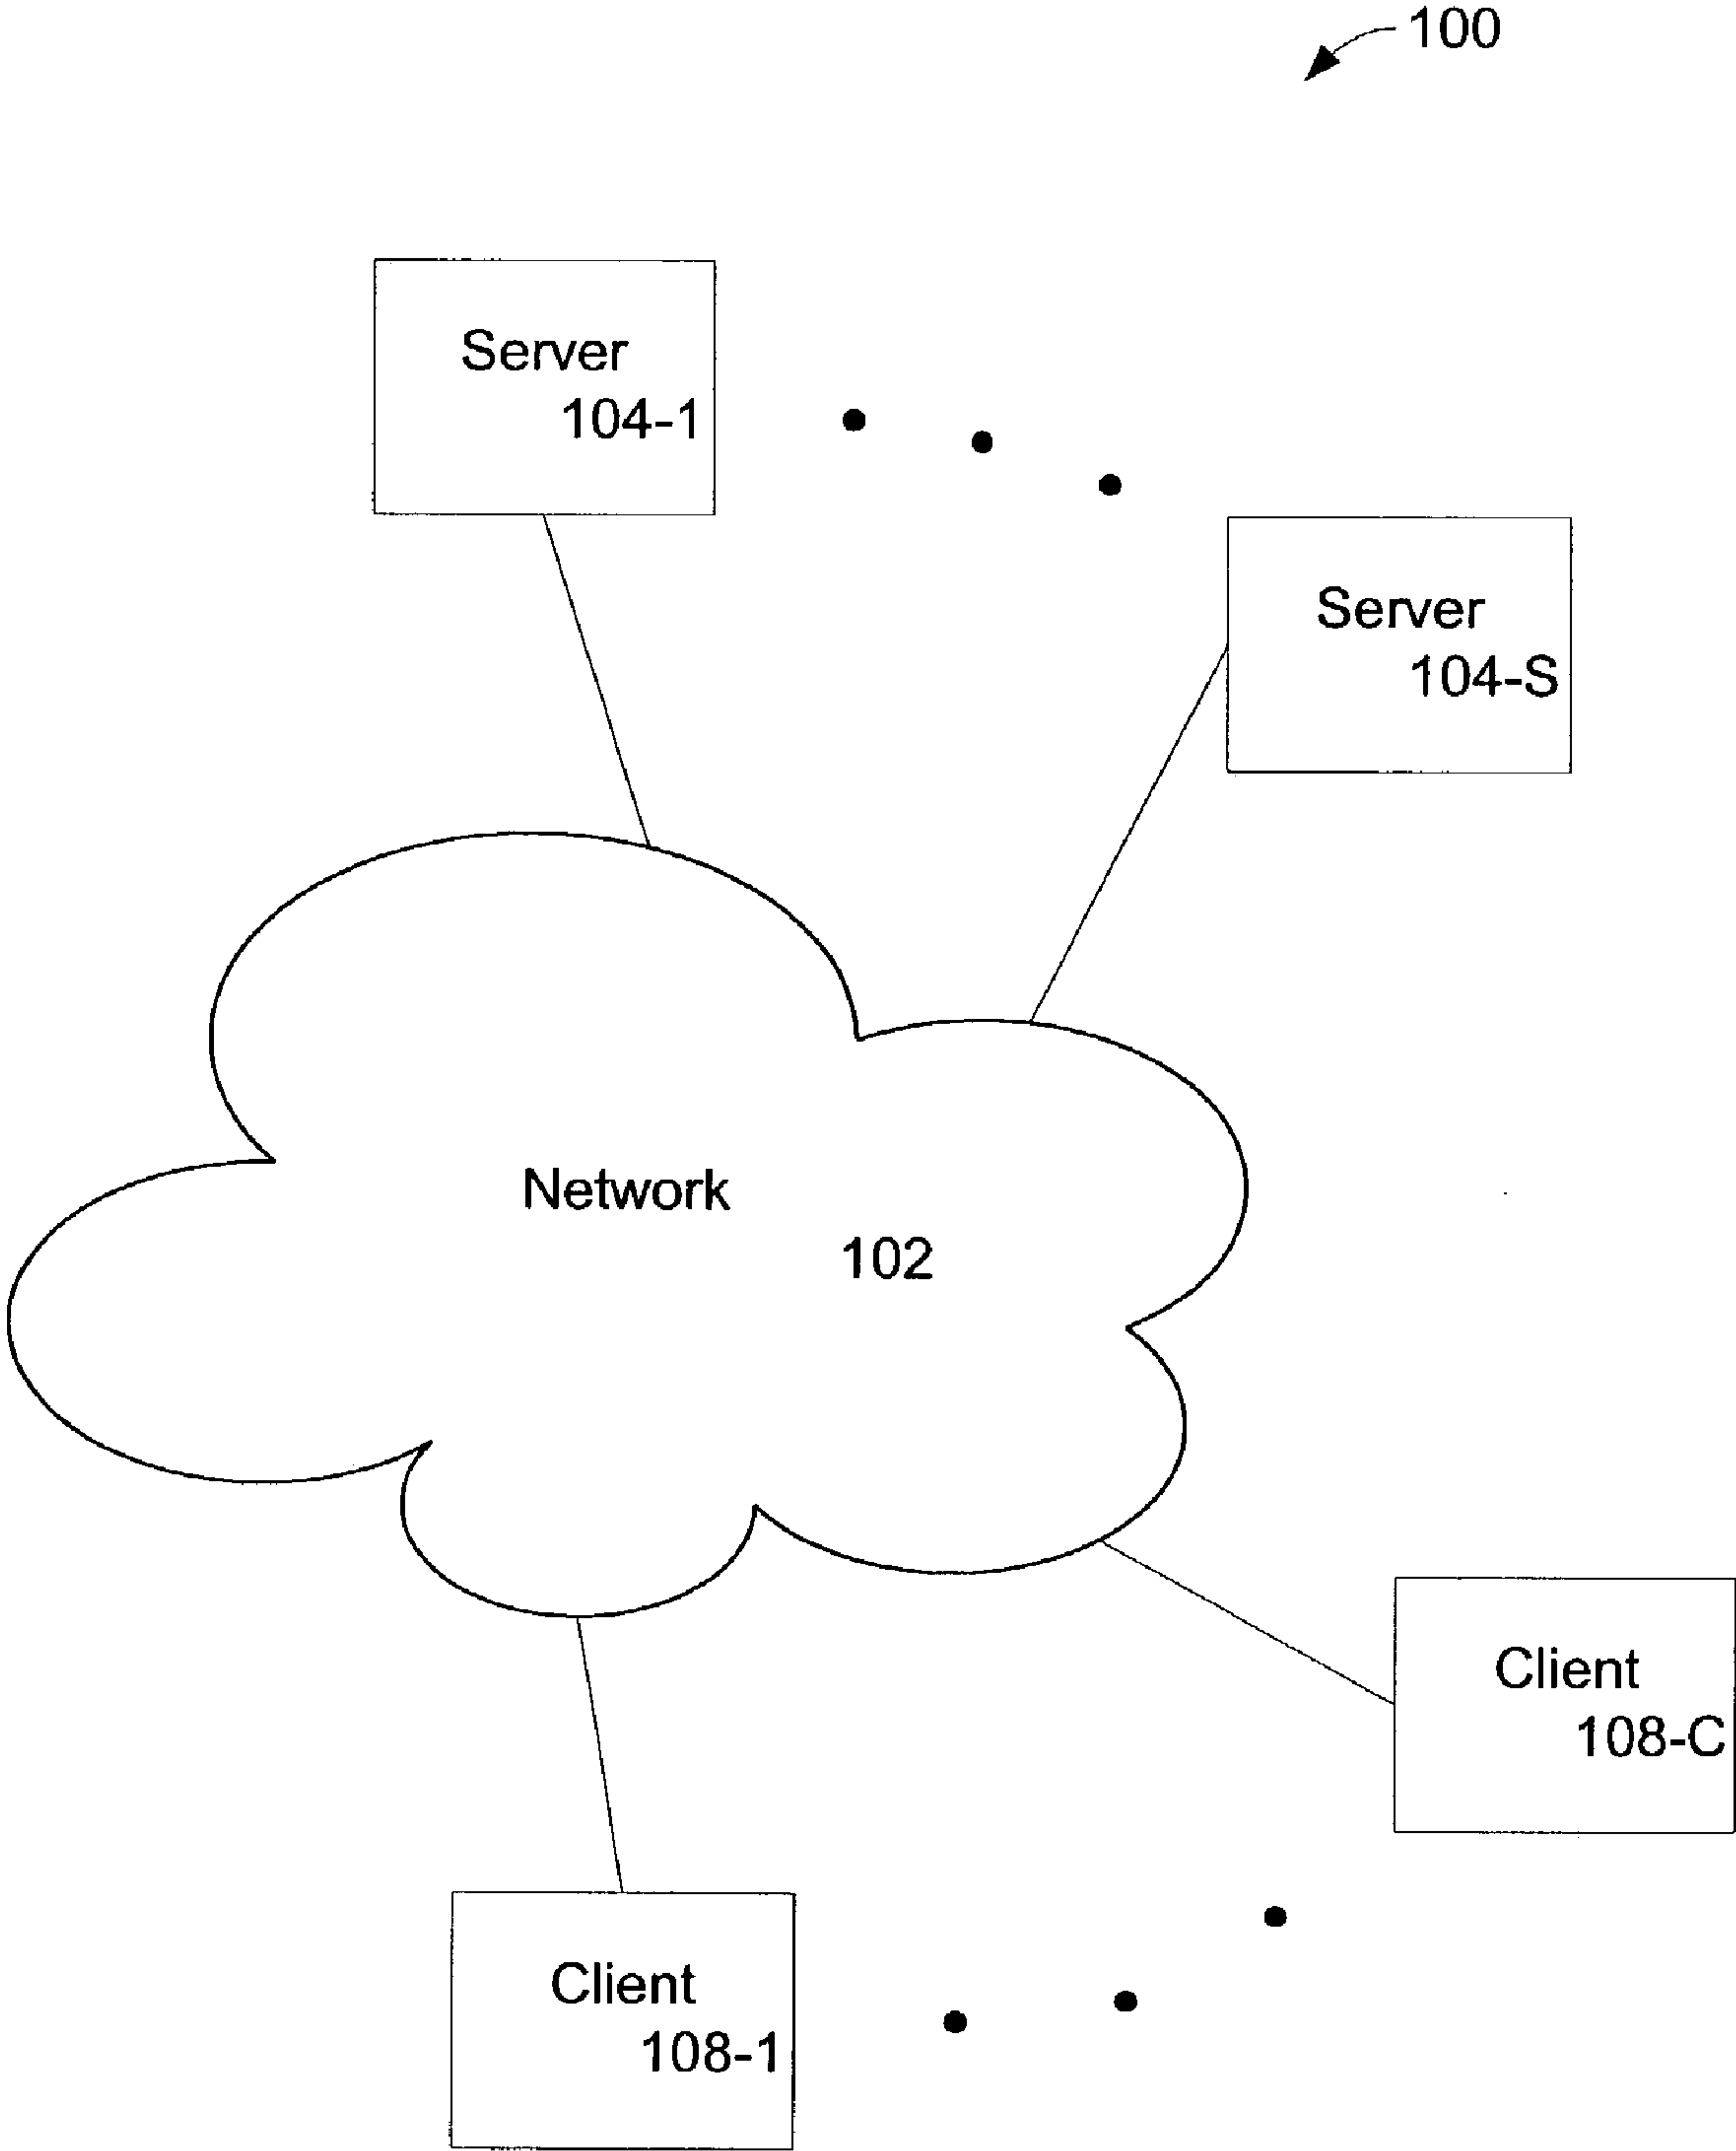 100
Server
104-1
Server
104-S
Network
102
Client
108-C
Client
108-1